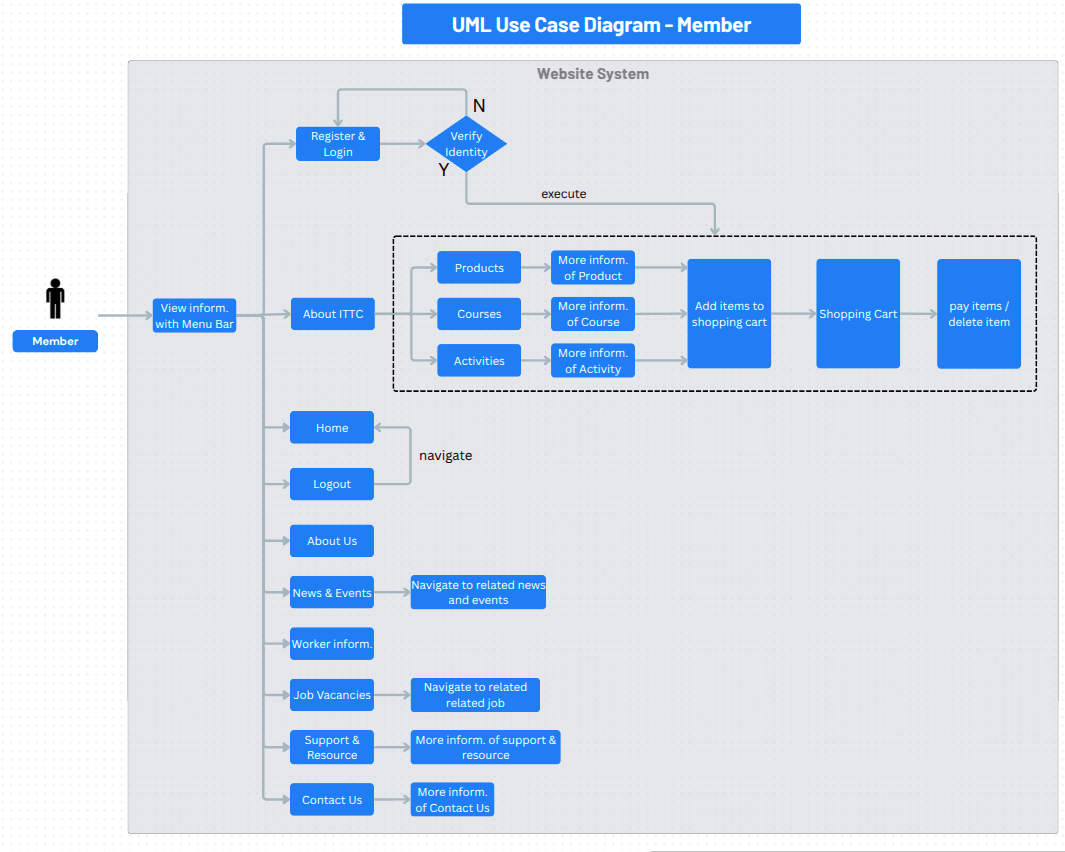 UML Use Case Diagram - Member
Website System
N
Register &
Login
Verify
Identity
Y
execute
Products
More inform.
of Product
View inform.
with Menu Bar
About ITTC
Courses
More inform.
of Course
Add items to
shopping cart
Shopping Cart
pay items /
delete item
Member
Activities
More inform.
of Activity
Home
navigate
Logout
About Us
News & Events
Navigate to related news
and events
Worker inform.
Job Vacancies
Navigate to related
related job
Support &
Resource
More inform. of support &
resource
Contact Us
More inform.
of Contact Us